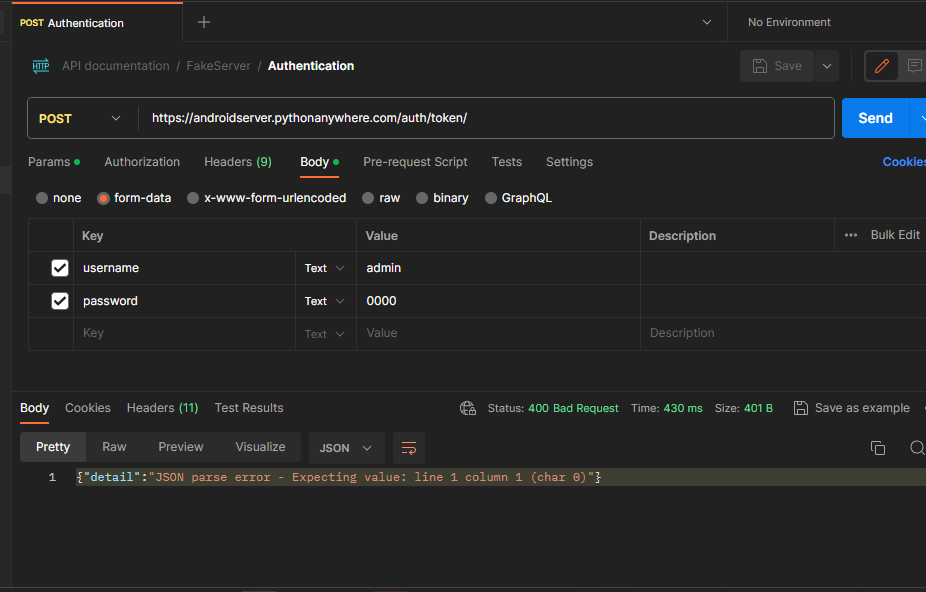 POST Authentication No Environment
HTTP API documentation / FakeServer / Authentication Save
POST https://androidserver.pythonanywhere.com/auth/token/ Send
Params Authorization Headers (9) Body Pre-request Script Tests Settings Cookies
none form-data x-www-form-urlencoded raw binary GraphQL
Key Value Description ••• Bulk Edit
username Text admin
password Text 0000
Key Text Value Description
Body Cookies Headers (11) Test Results Status: 400 Bad Request Time: 430 ms Size: 401 B Save as example
Pretty Raw Preview Visualize JSON
1 {"detail":"JSON parse error - Expecting value: line 1 column 1 (char 0)"}